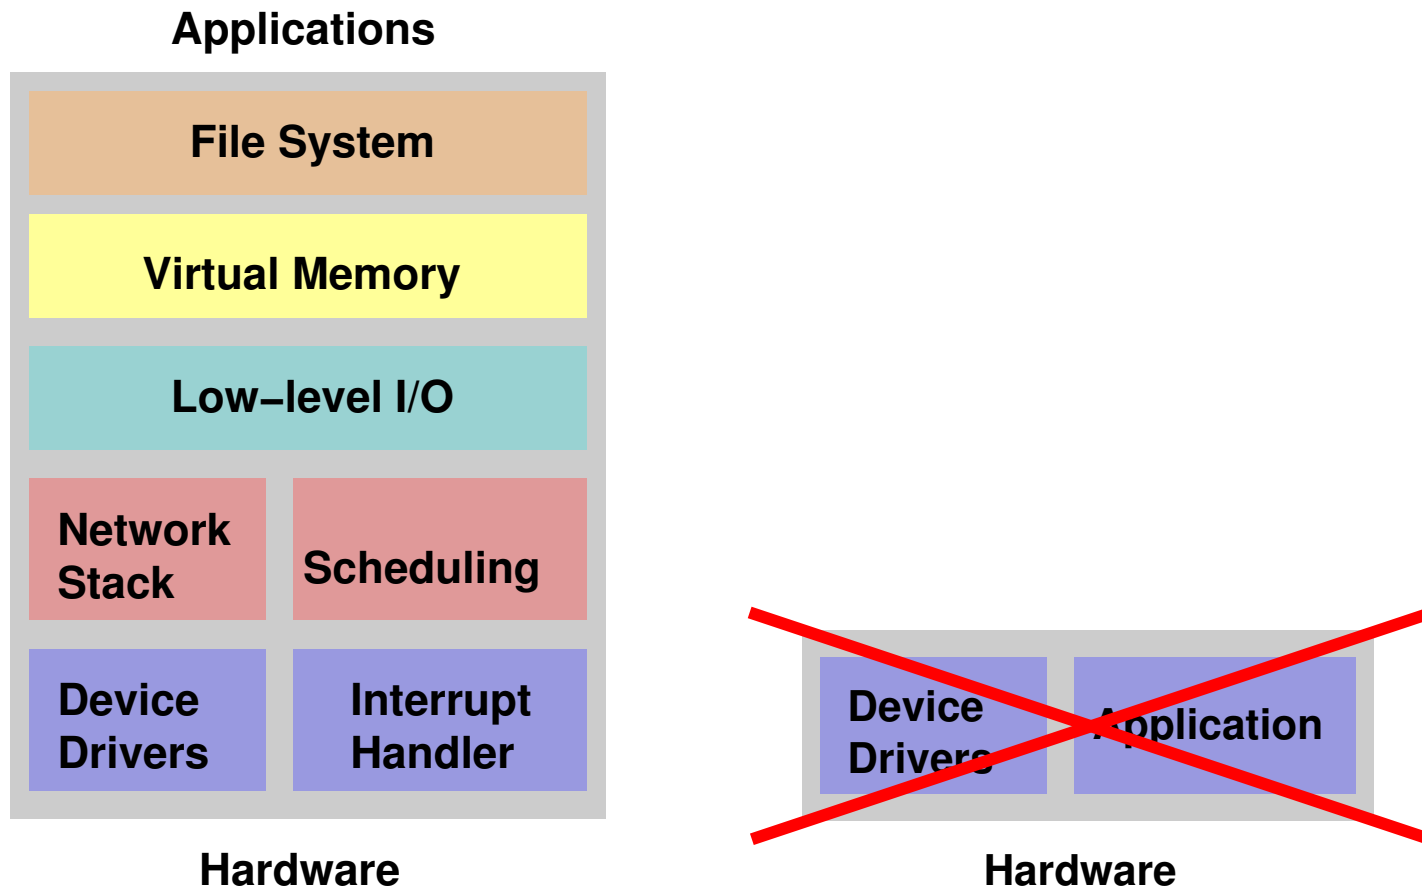 Applications
File System
Virtual Memory
Low−level I/O
Network
Stack
Scheduling
Device
Drivers
Interrupt
Handler
Hardware
Device
Drivers
Application
Hardware